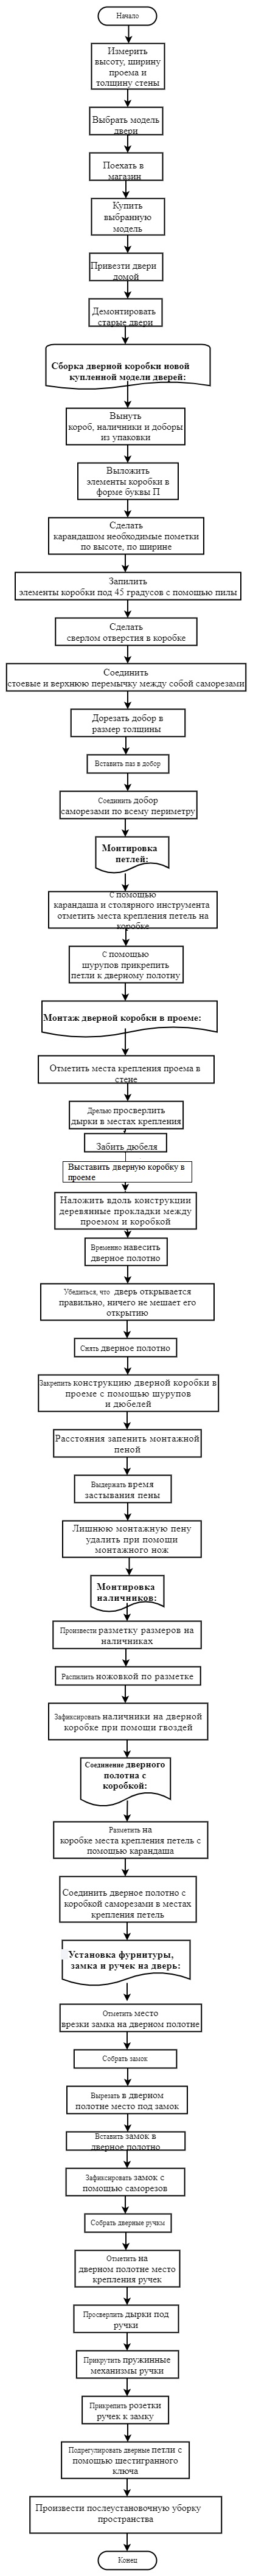 Начало
Измерить
высоту, ширину
проема и
толщину стены
Выбрать модель
двери
Поехать в
магазин
Купить
выбранную
модель
Привезти двери
домой
Демонтировать
старые двери
Сборка дверной коробки новой
купленной модели дверей:
Вынуть
короб, наличники и доборы
из упаковки
Выложить
элементы коробки в
форме буквы П
Сделать
карандашом необходимые пометки
по высоте, по ширине
Запилить
элементы коробки под 45 градусов с помощью пилы
Сделать
сверлом отверстия в коробке
Соединить
стоевые и верхнюю перемычку между собой саморезами
Дорезать добор в
размер толщины
Вставить паз в добор
Соединить добор
саморезами по всему периметру
Монтировка
петлей:
С помощью
карандаша и столярного инструмента
отметить места крепления петель на
коробке
С помощью
шурупов прикрепить
петли к дверному полотну
Монтаж дверной коробки в проеме:
Отметить места крепления проема в
стене
Дрелью просверлить
дырки в местах крепления
Забить дюбеля
Выставить дверную коробку в
проеме
Наложить вдоль конструкции
деревянные прокладки между
проемом и коробкой
Временно навесить
дверное полотно
Убедиться, что дверь открывается
правильно, ничего не мешает его
открытию
Снять дверное полотно
Закрепить конструкцию дверной коробки в
проеме с помощью шурупов
и дюбелей
Расстояния запенить монтажной
пеной
Выдержать время
застывания пены
Лишнюю монтажную пену
удалить при помощи
монтажного нож
Монтировка
наличников:
Произвести разметку размеров на
наличниках
Распилить ножовкой по разметке
Зафиксировать наличники на дверной
коробке при помощи гвоздей
Соединение дверного
полотна с
коробкой:
Разметить на
коробке места крепления петель с
помощью карандаша
Соединить дверное полотно с
коробкой саморезами в местах
крепления петель
Установка фурнитуры,
замка и ручек на дверь:
Отметить место
врезки замка на дверном полотне
Собрать замок
Вырезать в дверном
полотне место под замок
Вставить замок в
дверное полотно
Зафиксировать замок с
помощью саморезов
Собрать дверные ручкм
Отметить на
дверном полотне место
крепления ручек
Просверлить дырки под
ручки
Прикрутить пружинные
механизмы ручки
Прикрепить розетки
ручек к замку
Подрегулировать дверные петли с
помощью шестигранного
ключа
Произвести послеустановочную уборку
пространства
Конец